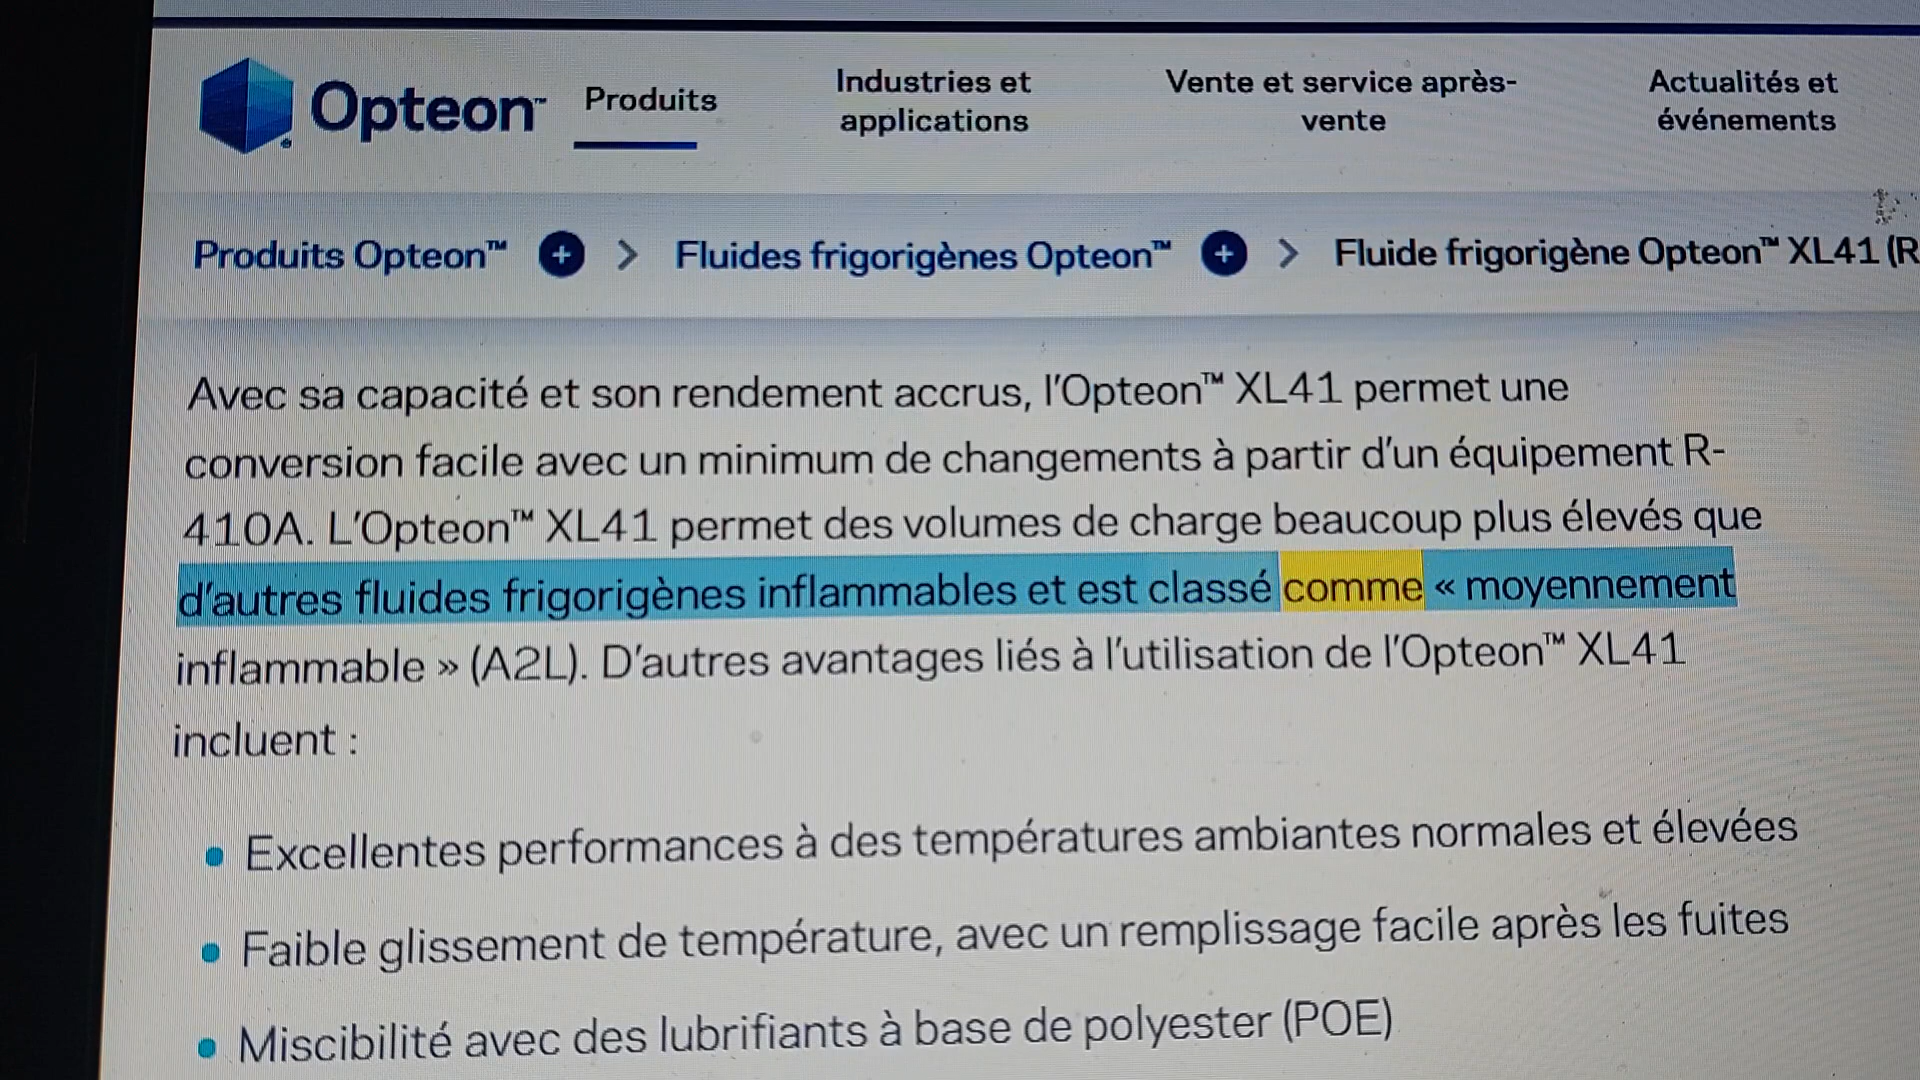 Opteon™
Produits
Industries et
applications
Vente et service après-
vente
Actualités et
événements
Produits Opteon™ + > Fluides frigorigènes Opteon™ + > Fluide frigorigène Opteon™ XL41 (R
Avec sa capacité et son rendement accrus, l'Opteon™ XL41 permet une
conversion facile avec un minimum de changements à partir d'un équipement R-
410A. L'Opteon™ XL41 permet des volumes de charge beaucoup plus élevés que
d'autres fluides frigorigènes inflammables et est classé comme « moyennement
inflammable » (A2L). D'autres avantages liés à l'utilisation de l'Opteon™ XL41
incluent :
• Excellentes performances à des températures ambiantes normales et élevées
• Faible glissement de température, avec un remplissage facile après les fuites
• Miscibilité avec des lubrifiants à base de polyester (POE)